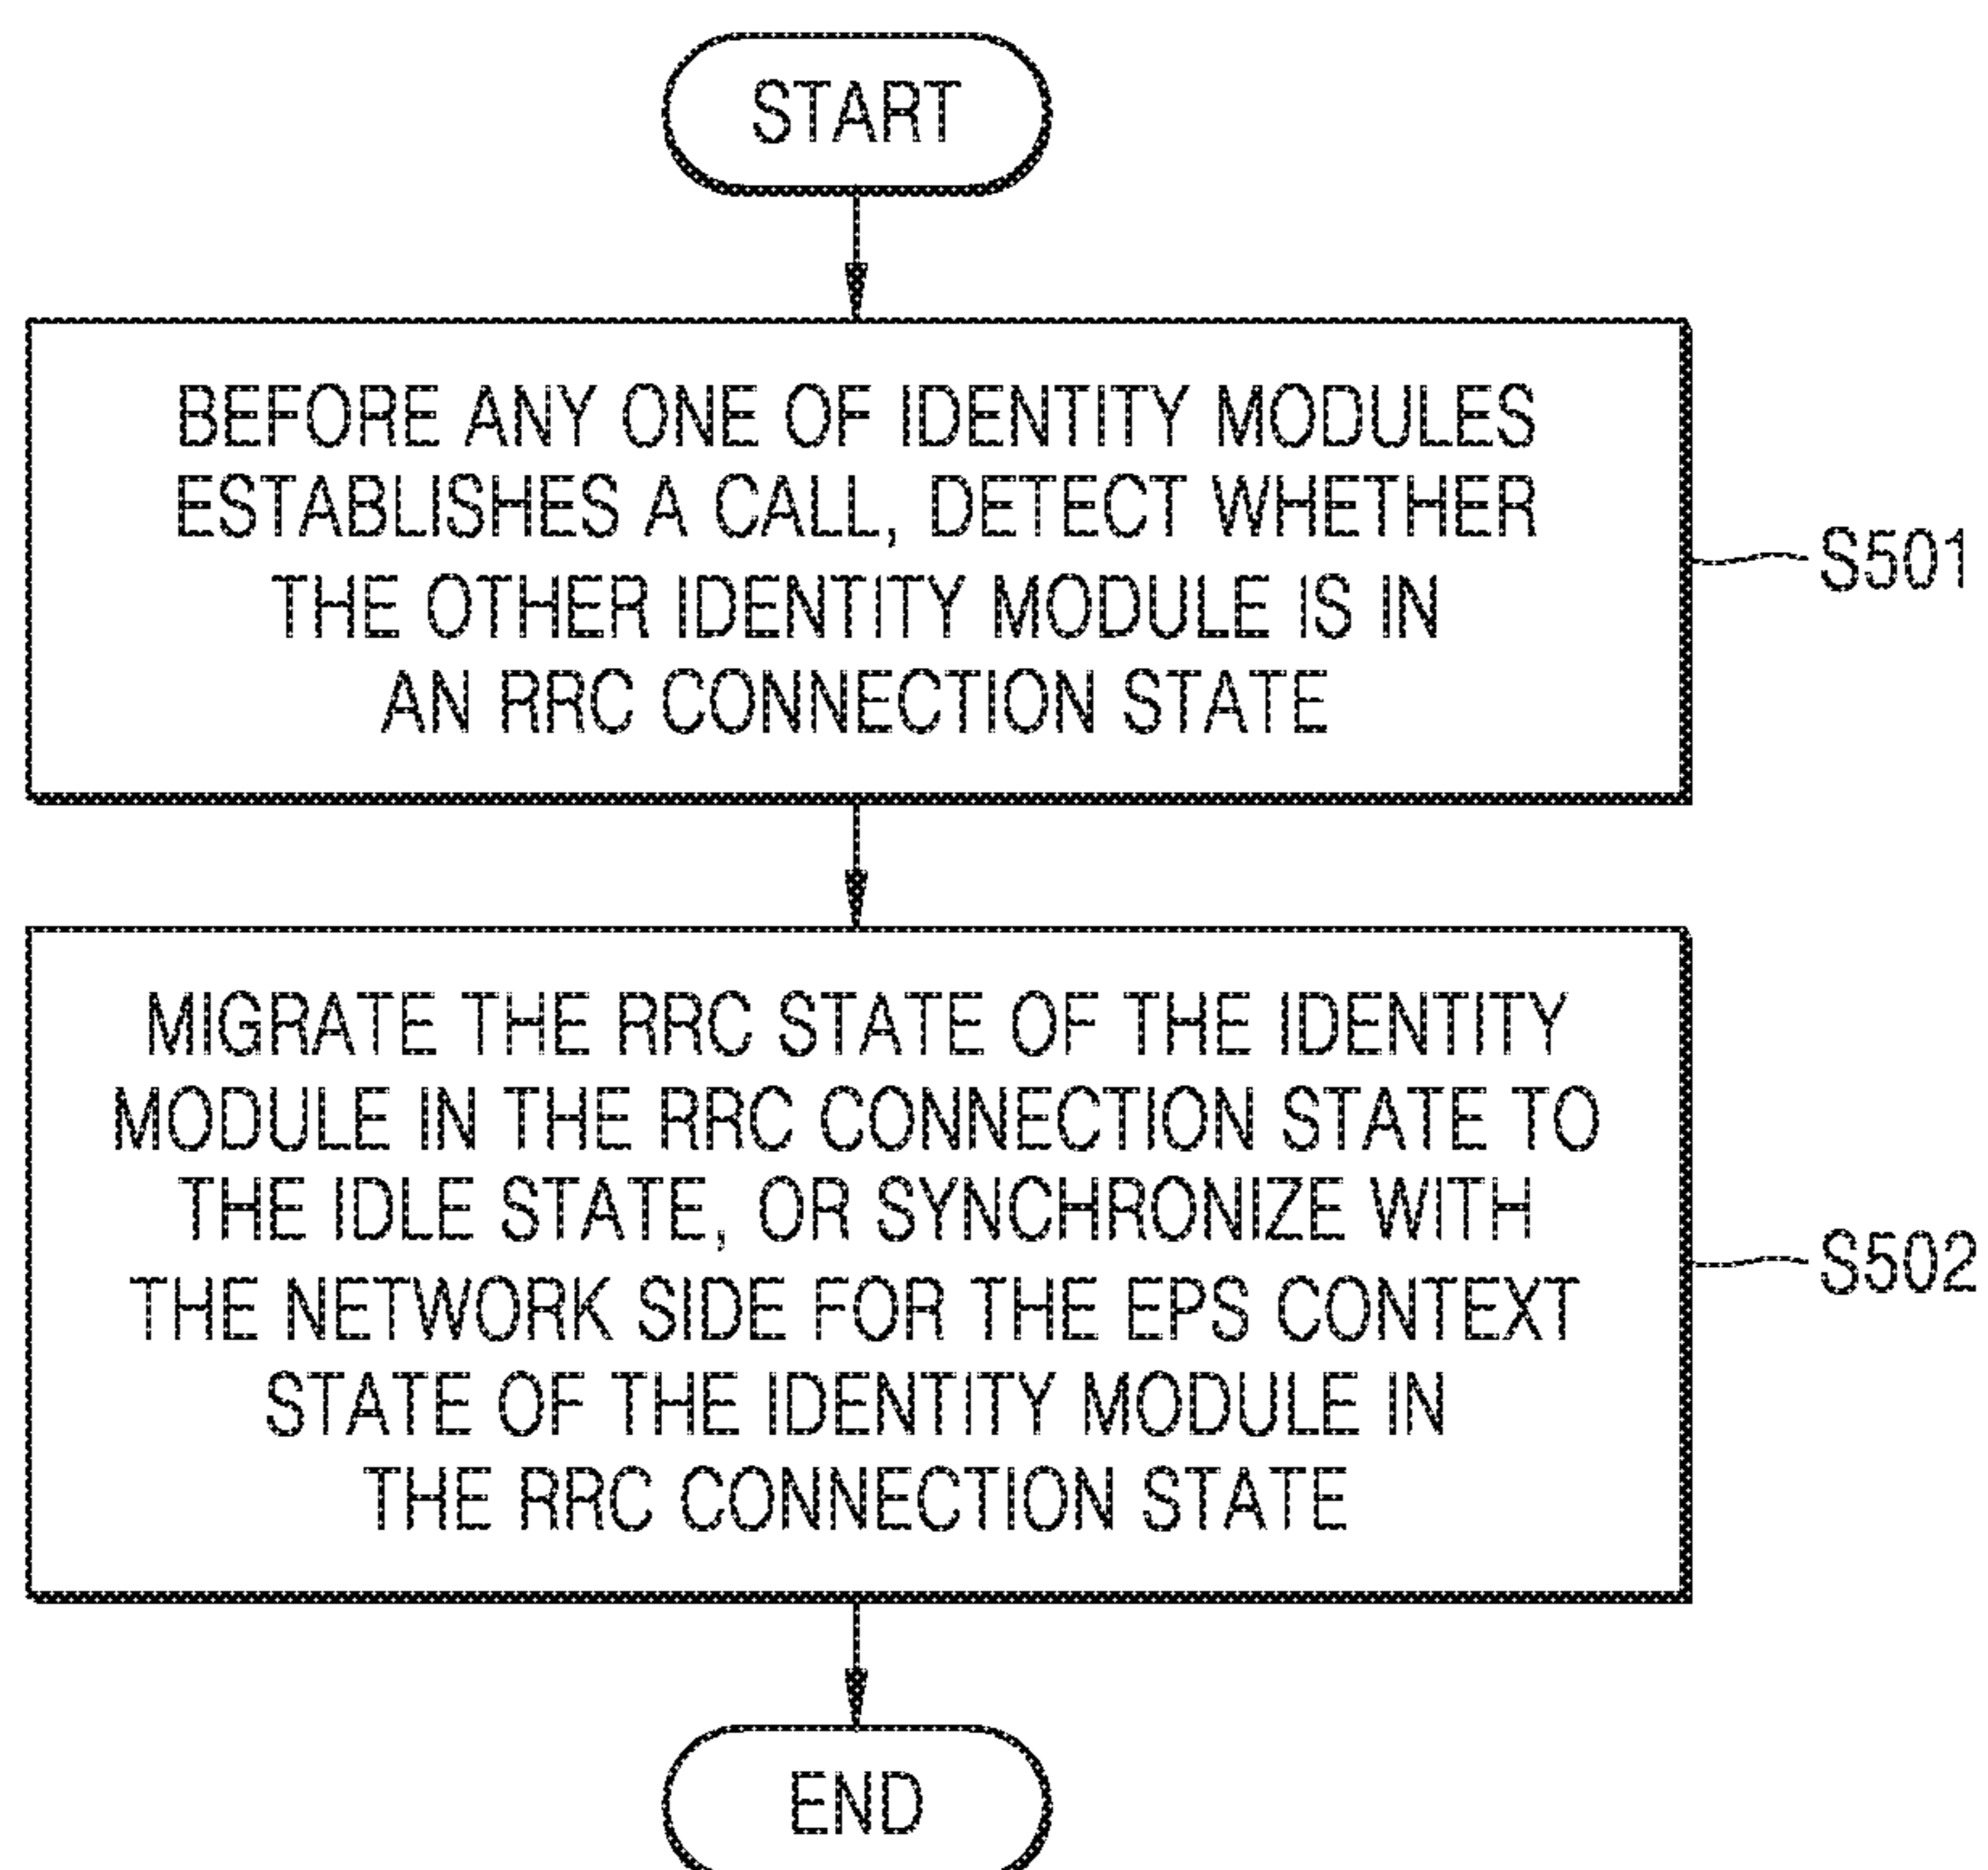 START
BEFORE ANY ONE OF IDENTITY MODULES
ESTABLISHES A CALL, DETECT WHETHER
THE OTHER IDENTITY MODULE IS IN
AN RRC CONNECTION STATE
S501
MIGRATE THE RRC STATE OF THE IDENTITY
MODULE IN THE RRC CONNECTION STATE TO
THE IDLE STATE, OR SYNCHRONIZE WITH
THE NETWORK SIDE FOR THE EPS CONTEXT
STATE OF THE IDENTITY MODULE IN
THE RRC CONNECTION STATE
S502
END